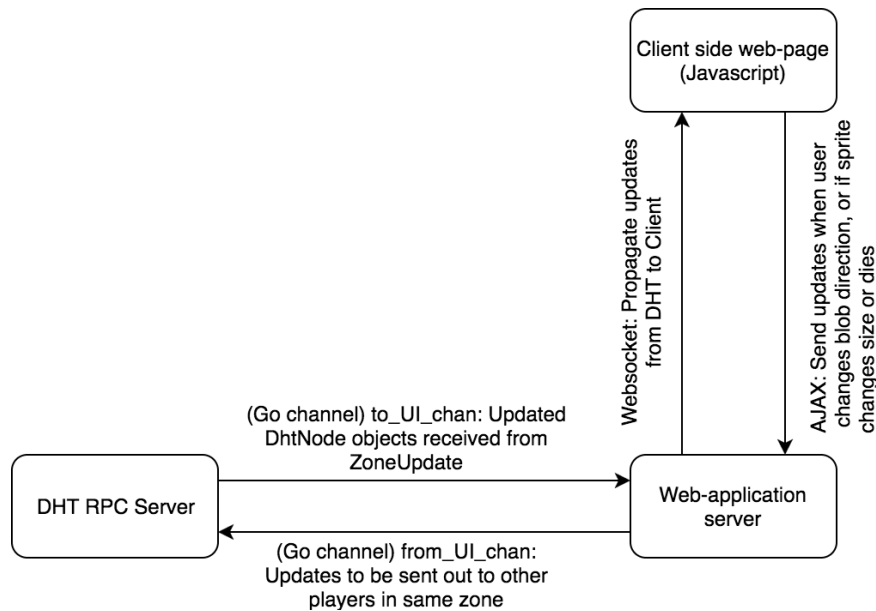 Client side web-page
(Javascript)
Websocket: Propagate updates
from DHT to Client
AJAX: Send updates when user
changes blob direction, or if sprite
changes size or dies
(Go channel) to_UI_chan: Updated
DhtNode objects received from
ZoneUpdate
DHT RPC Server
Web-application
server
(Go channel) from_UI_chan:
Updates to be sent out to other
players in same zone